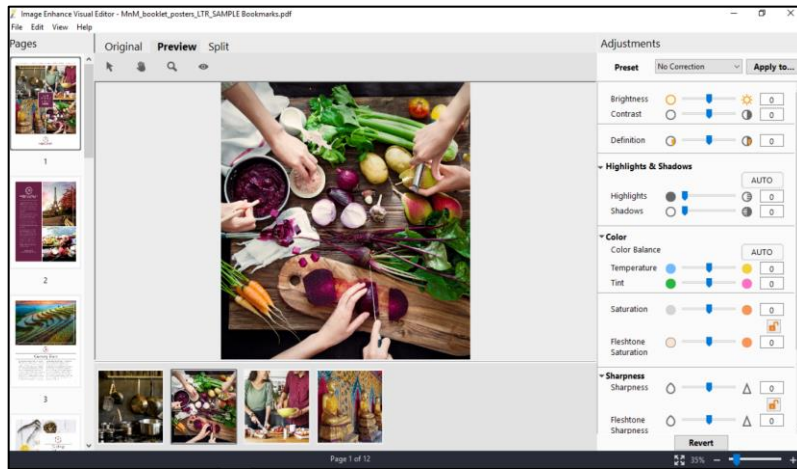 Image Enhance Visual Editor - MnM_booklet_posters_LTR_SAMPLE Bookmarks.pdf
File Edit View Help
Pages
1
2
3
Original Preview Split
Page 1 of 12
Adjustments
Preset No Correction Apply to...
Brightness 0
Contrast 0
Definition 0
Highlights & Shadows
AUTO
Highlights 0
Shadows 0
Color
Color Balance AUTO
Temperature 0
Tint 0
Saturation 0
Fleshtone 0
Saturation
Sharpness
Sharpness 0
Fleshtone 0
Sharpness
Revert
35%